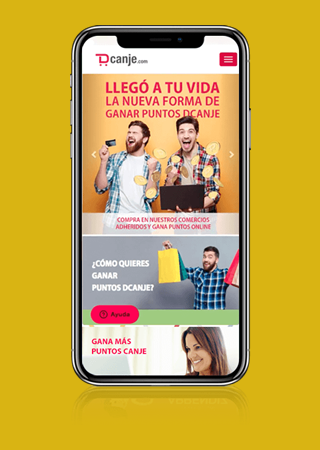 Dcanje.com
LLEGÓ A TU VIDA
LA NUEVA FORMA DE
GANAR PUNTOS DCANJE
COMPRA EN NUESTROS COMERCIOS
ADHERIDOS Y GANA PUNTOS ONLINE
¿CÓMO QUIERES
GANAR
PUNTOS DCANJE?
Ayuda
GANA MÁS
PUNTOS CANJE